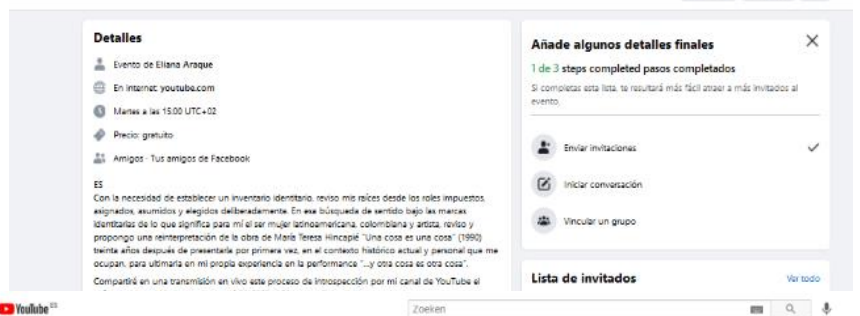 Detalles
Evento de Eliana Araque
En internet: youtube.com
Martes a las 15:00 UTC+02
Precio: gratuito
Amigos · Tus amigos de Facebook
ES
Con la necesidad de establecer un inventario identitario, reviso mis raíces desde los roles impuestos,
asignados, asumidos y elegidos deliberadamente. En esa búsqueda de sentido bajo las marcas
identitarias de lo que significa para mí el ser mujer latinoamericana, colombiana y artista, reviso y
propongo una reinterpretación de la obra de María Teresa Hincapié "Una cosa es una cosa" (1990)
treinta años después de presentarla por primera vez, en el contexto histórico actual y personal que me
ocupan, para ultimarla en mi propia experiencia en la performance "...y otra cosa es otra cosa".
Compartiré en una transmisión en vivo este proceso de introspección por mi canal de YouTube el
Añade algunos detalles finales
1 de 3 steps completed pasos completados
Si completas esta lista, te resultará más fácil atraer a más invitados al
evento.
Enviar invitaciones
Iniciar conversación
Vincular un grupo
Lista de invitados
Ver todo
YouTube ES
Zoeken